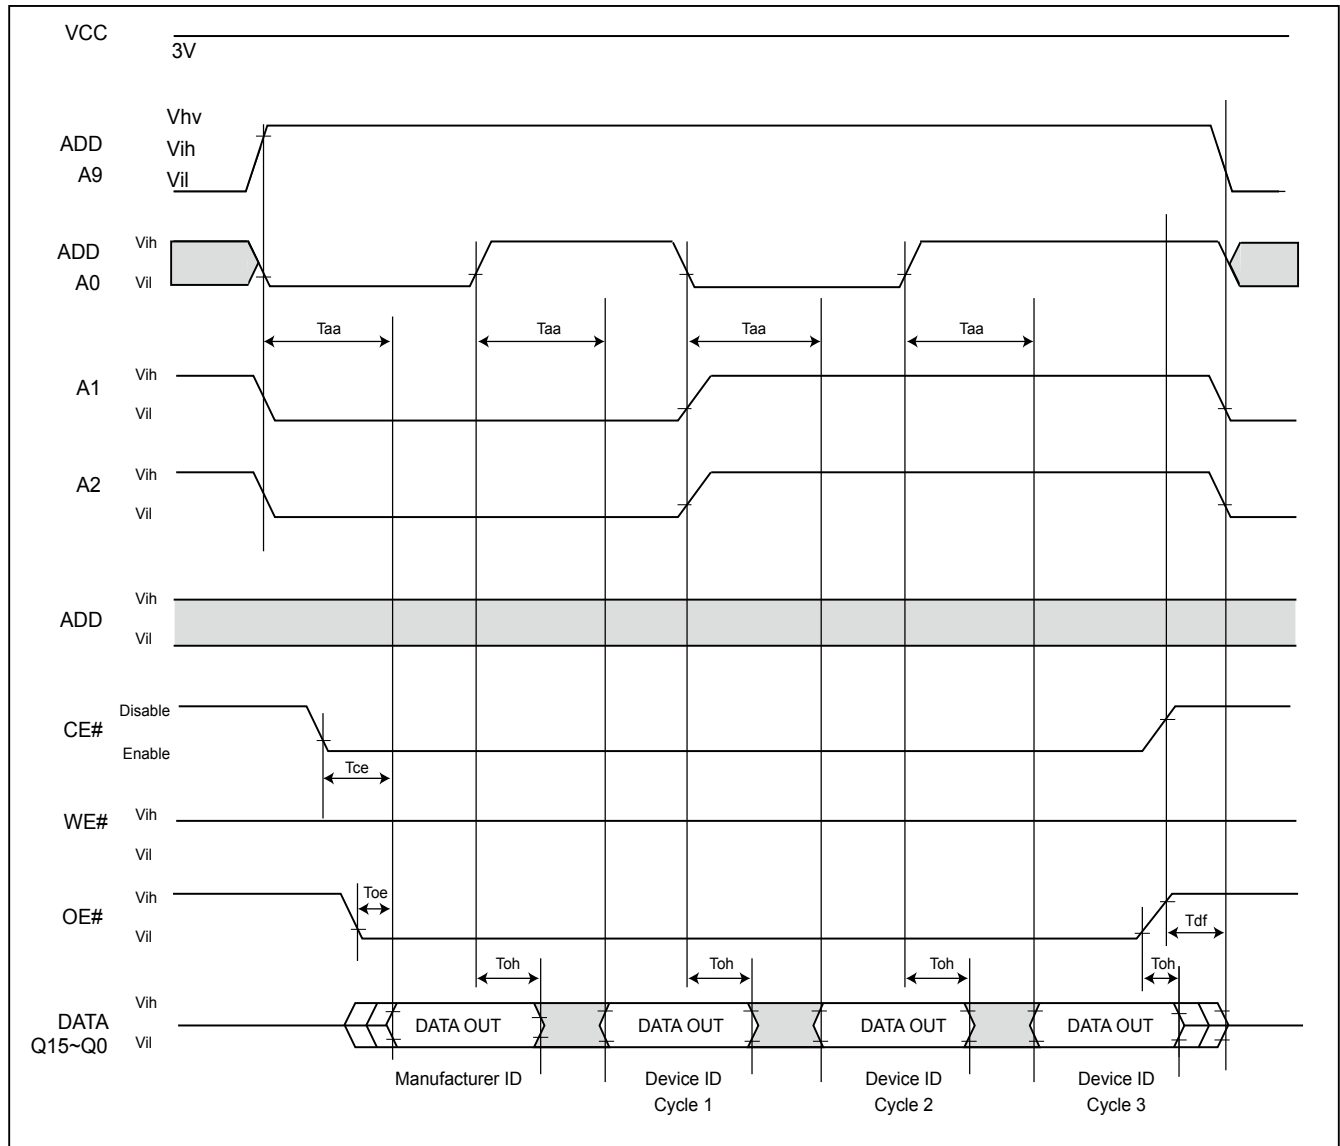 VCC
3V
ADD
A9
Vhv
Vih
Vil
ADD
A0
Vih
Vil
Taa
Taa
Taa
Taa
A1
Vih
Vil
A2
Vih
Vil
ADD
Vih
Vil
CE#
Disable
Enable
Tce
WE#
Vih
Vil
OE#
Vih
Vil
Toe
Tdf
Toh
Toh
Toh
Toh
DATA
Q15~Q0
Vih
Vil
DATA OUT
DATA OUT
DATA OUT
DATA OUT
Manufacturer ID
Device ID
Cycle 1
Device ID
Cycle 2
Device ID
Cycle 3